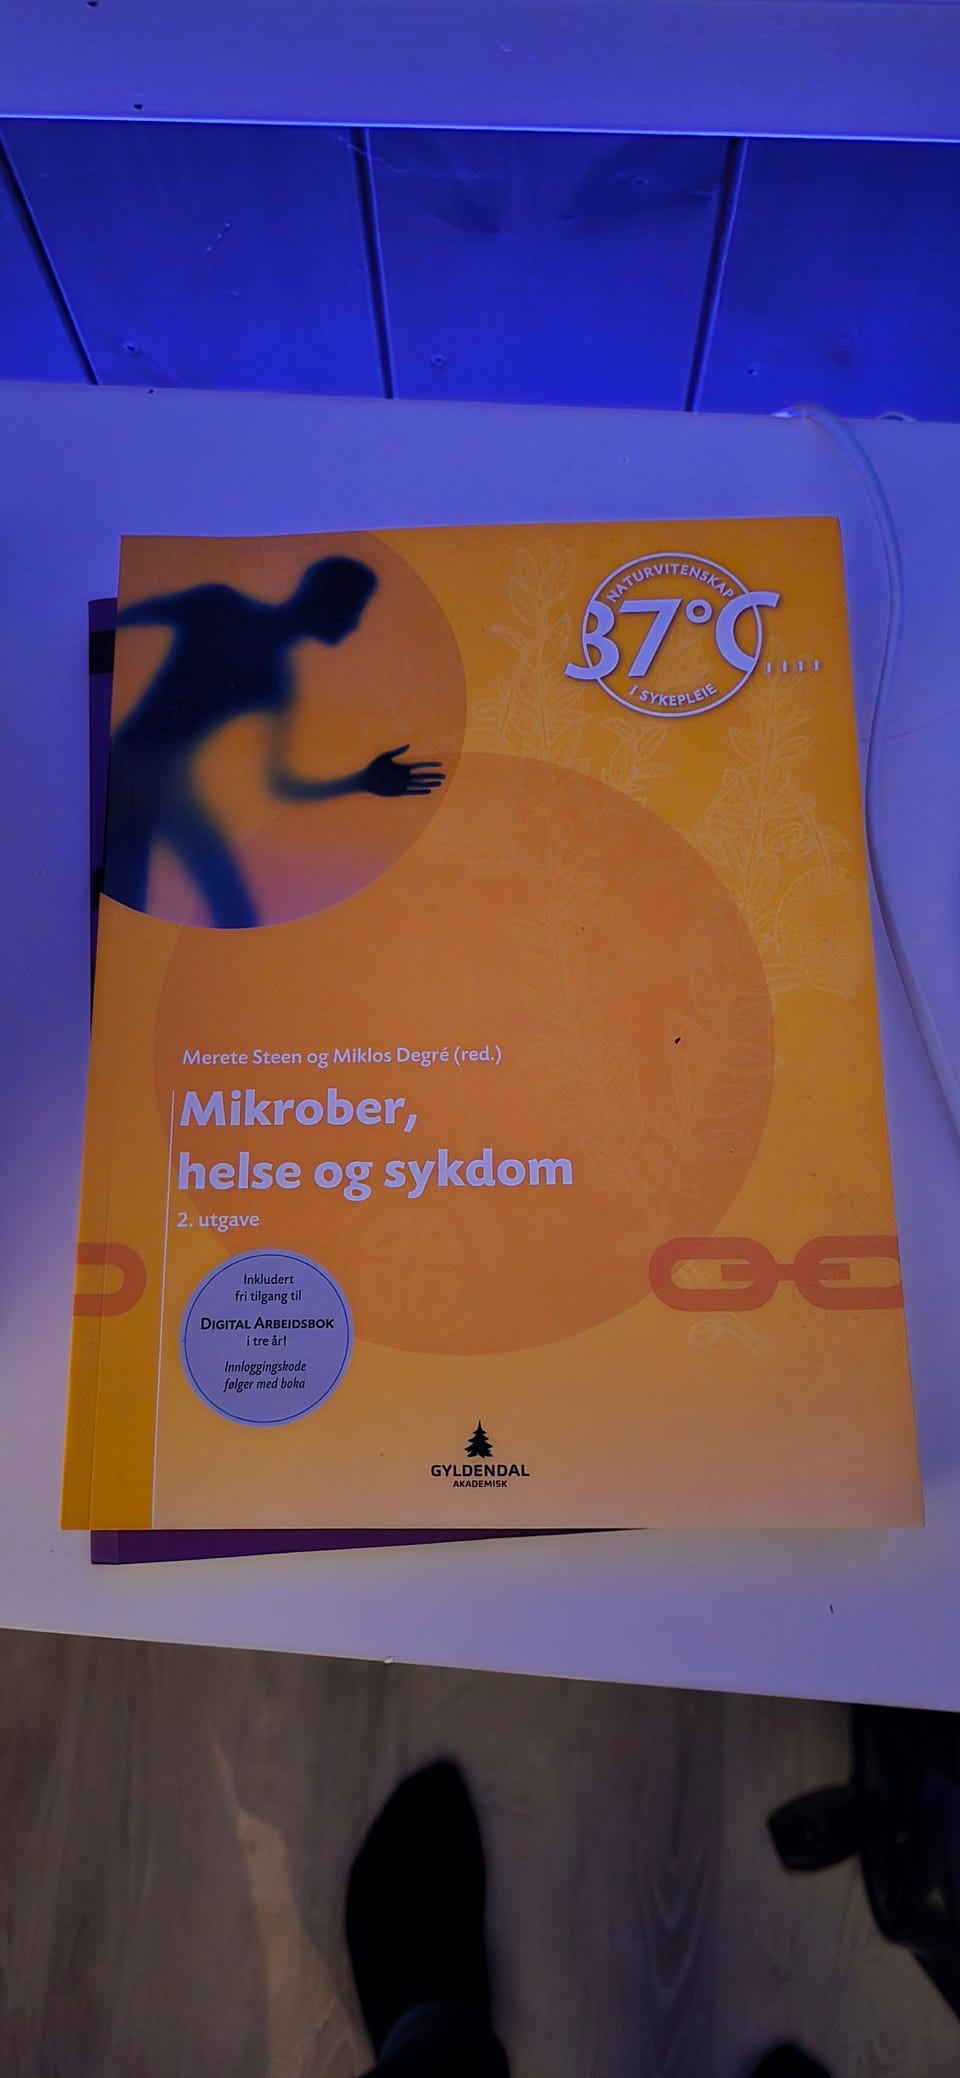 NATURVITENSKAP
37°C
I SYKEPLEIE
Merete Steen og Miklos Degré (red.)
Mikrober,
helse og sykdom
2. utgave
Inkludert
fri tilgang til
DIGITAL ARBEIDSBOK
i tre år!
Innloggingskode
følger med boka
GYLDENDAL
AKADEMISK